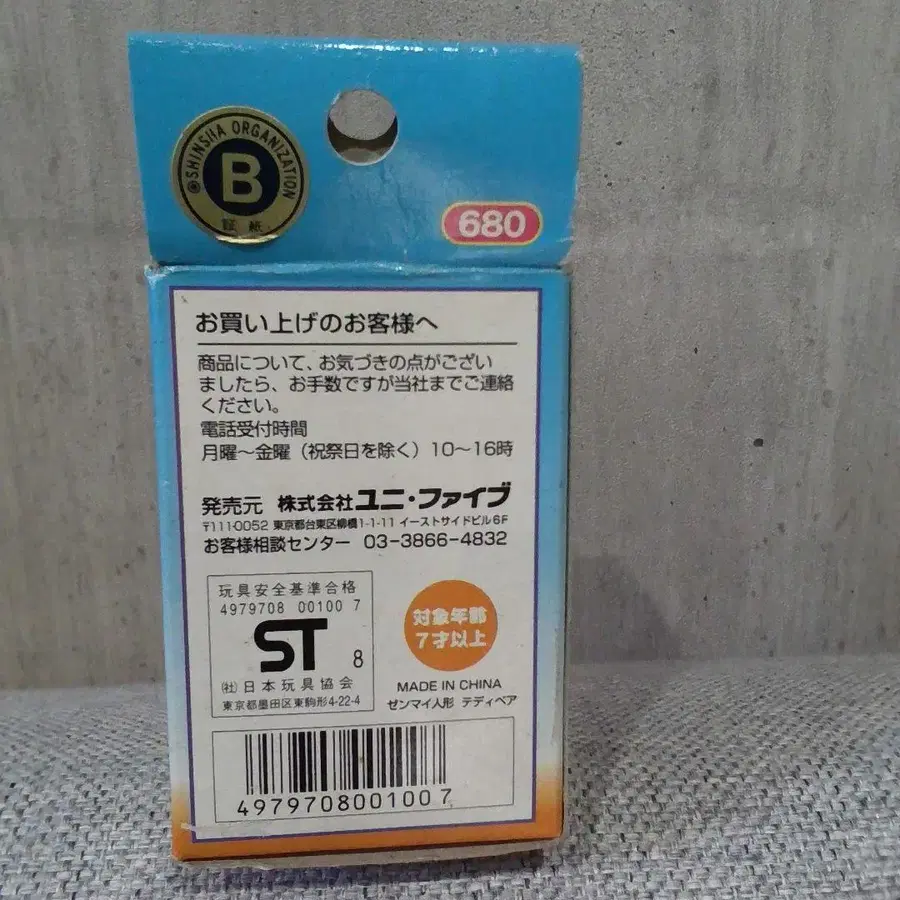 ©SHINSHA ORGANIZATION
B
証紙
680
お買い上げのお客様へ
商品について、お気づきの点がござい
ましたら、お手数ですが当社までご連絡
ください。
電話受付時間
月曜～金曜（祝祭日を除く）10～16時
発売元 株式会社ユニ・ファイブ
〒111-0052 東京都台東区柳橋1-1-11 イーストサイドビル6F
お客様相談センター 03-3866-4832
玩具安全基準合格
4979708 00100 7
ST 8
(社)日本玩具協会
東京都墨田区東駒形4-22-4
対象年齢
7才以上
MADE IN CHINA
ゼンマイ人形 テディベア
4979708001007